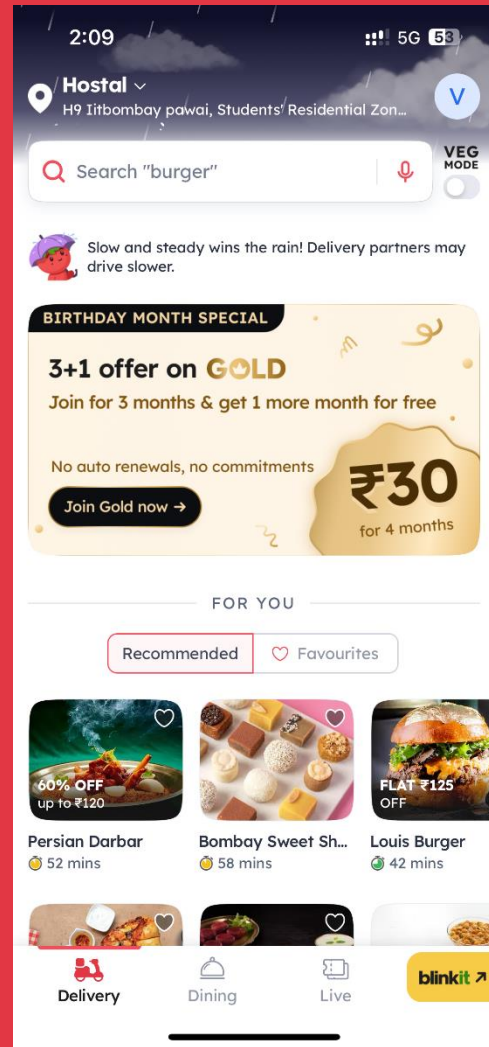 2:09
5G 53
Hostal
H9 Iitbombay pawai, Students' Residential Zon...
V
Search "burger"
VEG
MODE
Slow and steady wins the rain! Delivery partners may
drive slower.
BIRTHDAY MONTH SPECIAL
3+1 offer on GOLD
Join for 3 months & get 1 more month for free
No auto renewals, no commitments
Join Gold now →
₹30
for 4 months
FOR YOU
Recommended
Favourites
60% OFF
up to ₹120
FLAT ₹125
OFF
Persian Darbar
Bombay Sweet Sh...
Louis Burger
52 mins
58 mins
42 mins
Delivery
Dining
Live
blinkit